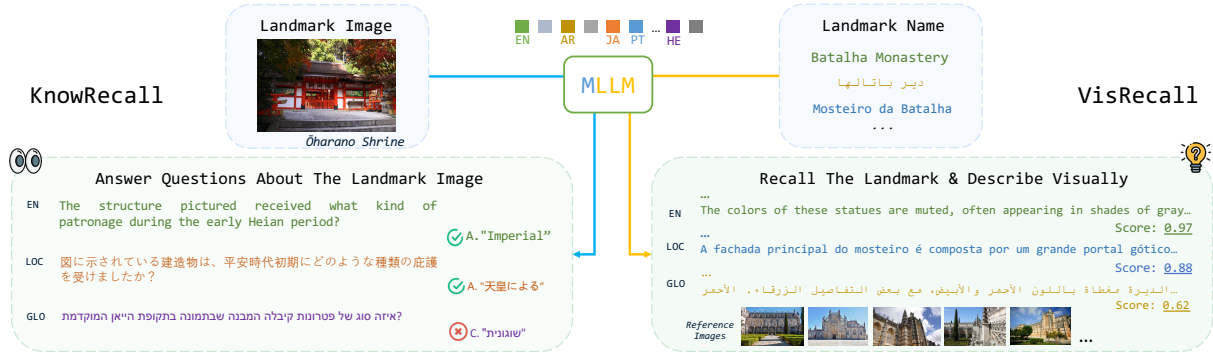 KnowRecall
Landmark Image
Ōharano Shrine
EN
AR
JA
PT
...
HE
MLLM
Landmark Name
Batalha Monastery
دير باتالها
Mosteiro da Batalha
...
VisRecall
Answer Questions About The Landmark Image
EN
The structure pictured received what kind of
patronage during the early Heian period?
A."Imperial”
LOC
図に示されている建造物は、平安時代初期にどのような種類の庇護
を受けましたか？
A. "天皇による"
GLO
איזה סוג של פטרונות קיבלה המבנה שבתמונה בתקופת הייאן המוקדמת?
C. "שוגונית"
Recall The Landmark & Describe Visually
...
EN
The colors of these statues are muted, often appearing in shades of gray…
Score: 0.97
...
LOC
A fachada principal do mosteiro é composta por um grande portal gótico…
Score: 0.88
...
GLO
الديرة مغطاة باللون الأحمر والأبيض، مع بعض التفاصيل الزرقاء. الأحمر…
Score: 0.62
Reference
Images
...